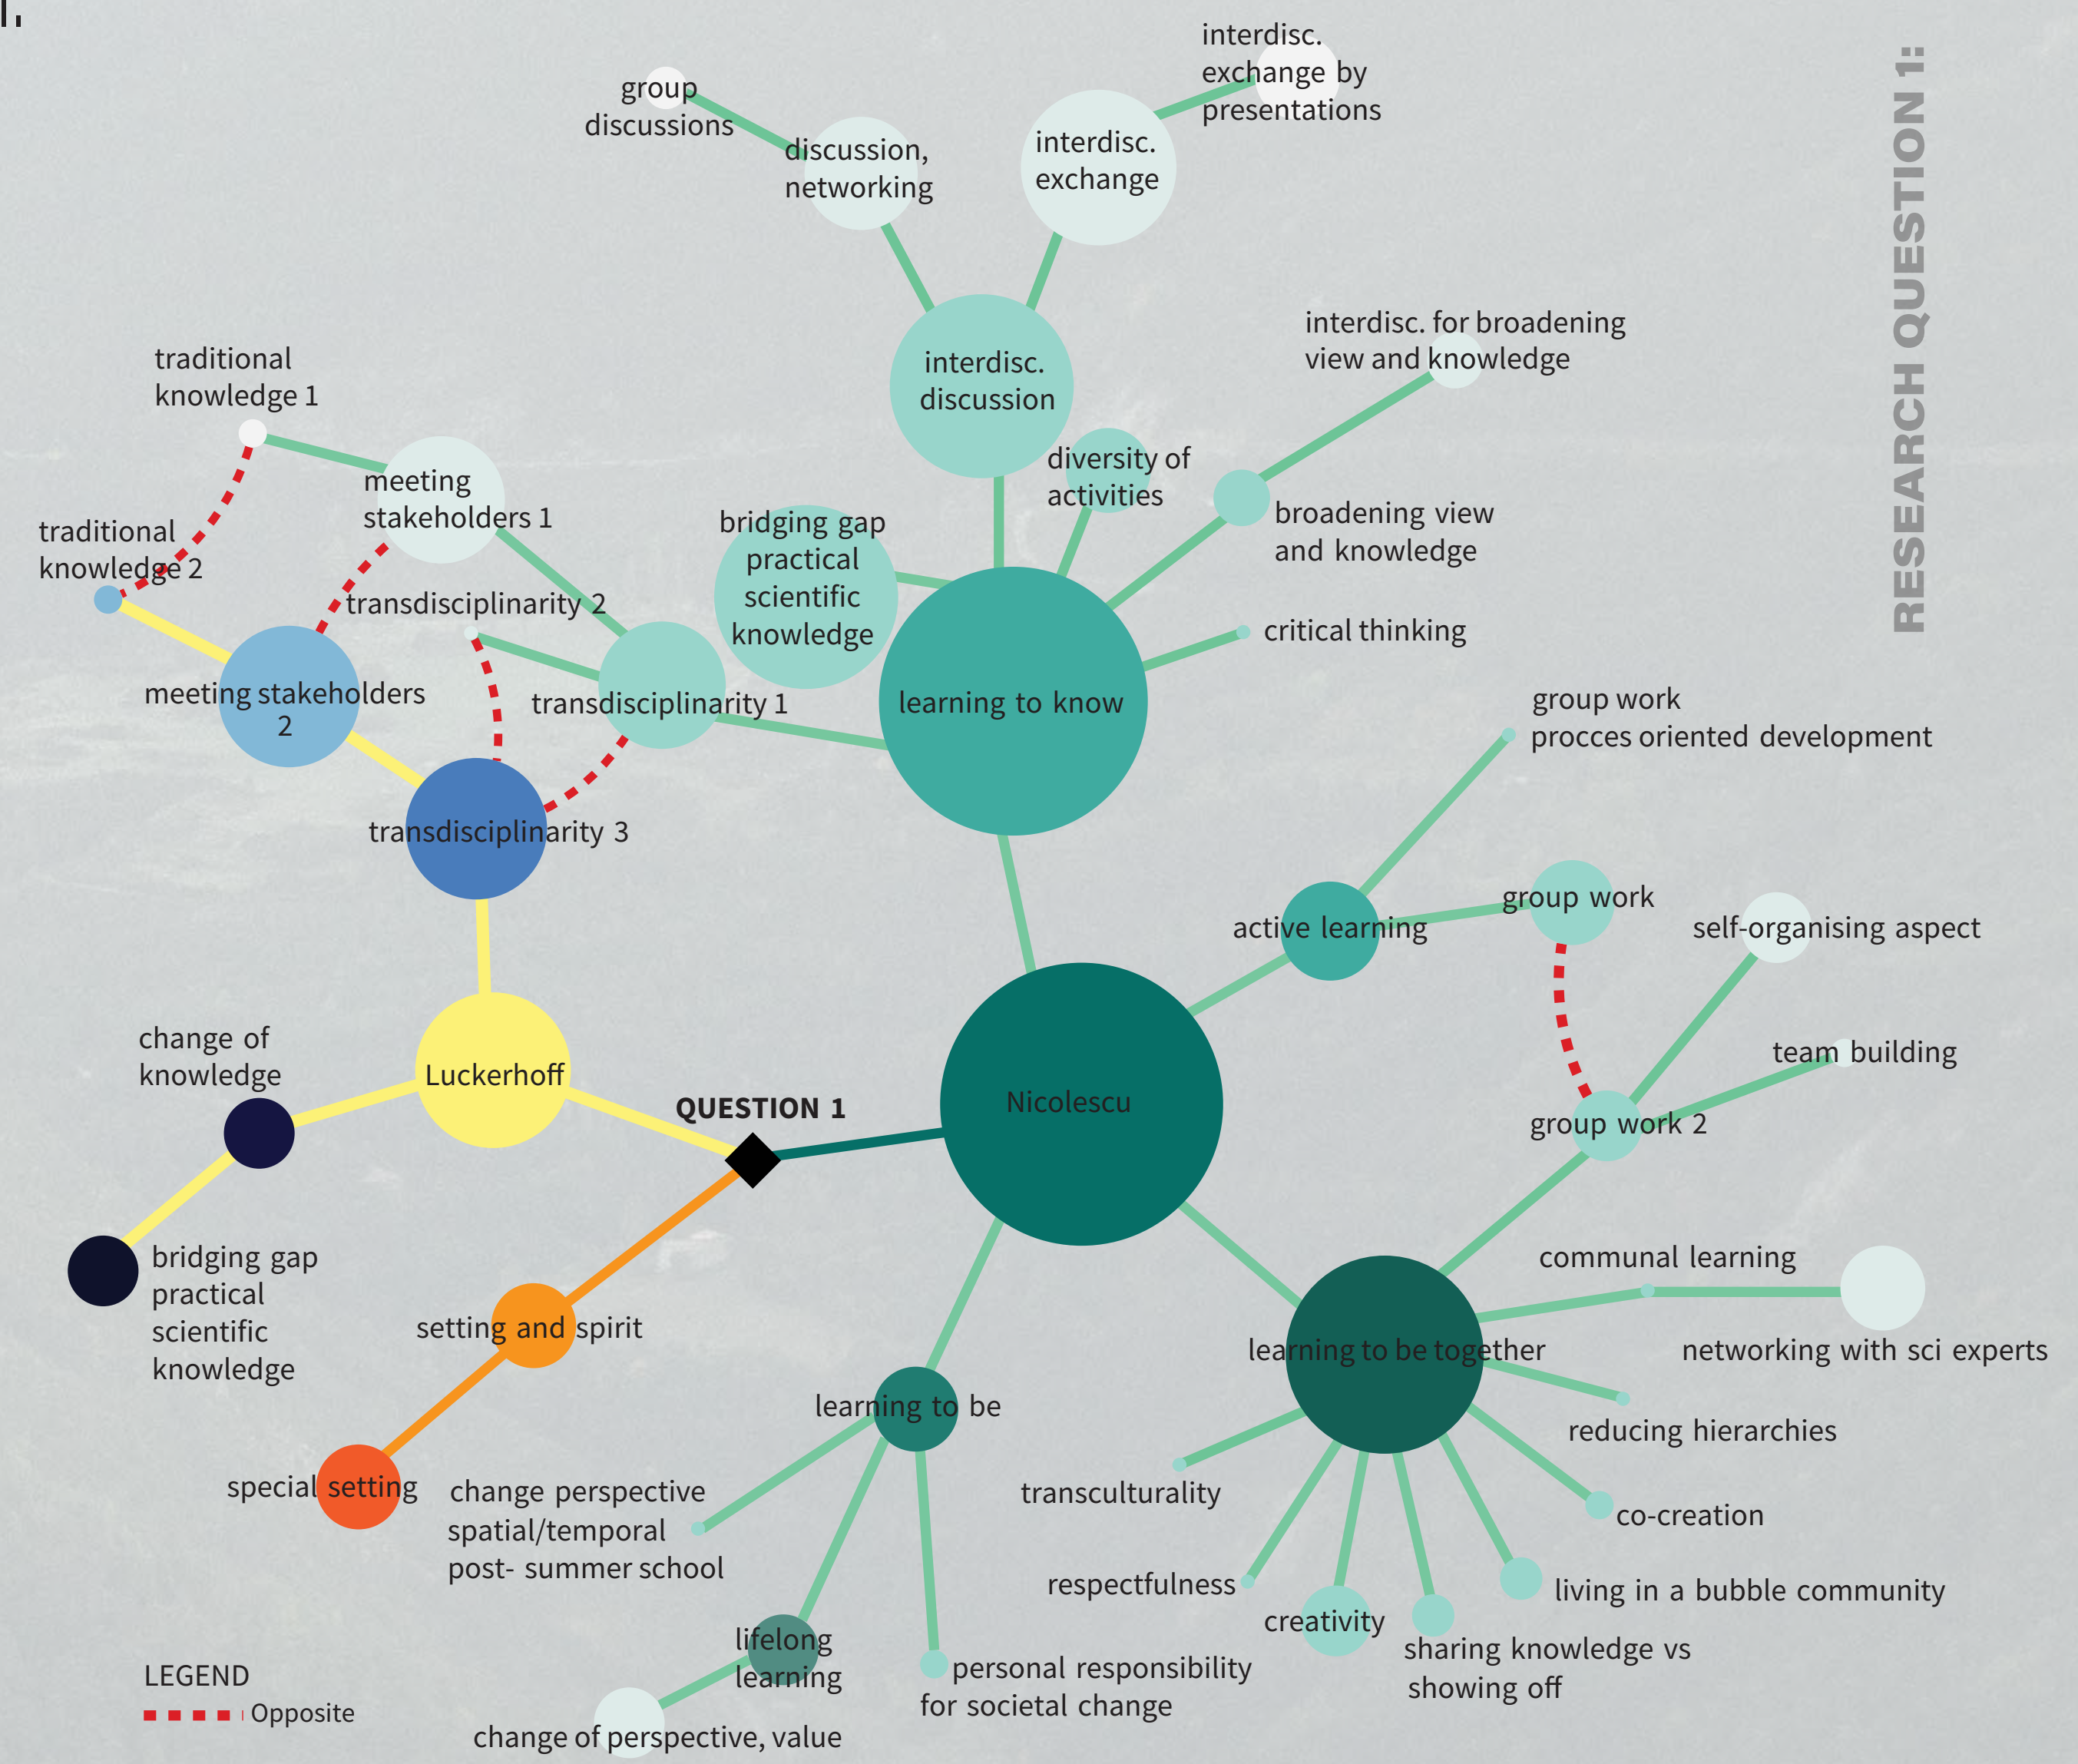 RESEARCH QUESTION 1:
interdisc.
exchange by
presentations
group
discussions
discussion,
networking
interdisc.
exchange
interdisc. for broadening
view and knowledge
traditional
knowledge 1
interdisc.
discussion
diversity of
activities
meeting
stakeholders 1
broadening view
and knowledge
traditional
knowledge 2
bridging gap
practical
scientific
knowledge
transdisciplinarity 2
critical thinking
meeting stakeholders
2
transdisciplinarity 1
learning to know
group work
procces oriented development
transdisciplinarity 3
active learning
group work
self-organising aspect
change of
knowledge
Luckerhoff
QUESTION 1
Nicolescu
team building
group work 2
bridging gap
practical
scientific
knowledge
communal learning
setting and spirit
learning to be together
networking with sci experts
learning to be
reducing hierarchies
special setting
change perspective
spatial/temporal
post- summer school
transculturality
co-creation
respectfulness
living in a bubble community
creativity
lifelong
learning
sharing knowledge vs
showing off
personal responsibility
for societal change
change of perspective, value
LEGEND
Opposite